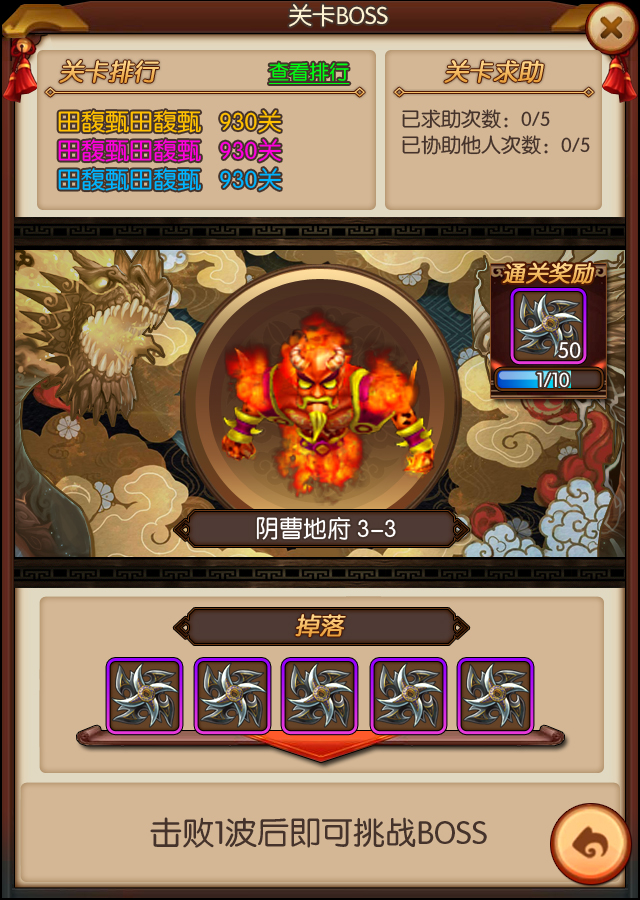 关卡BOSS
关卡排行 查看排行
田馥甄田馥甄 930关
田馥甄田馥甄 930关
田馥甄田馥甄 930关
关卡求助
已求助次数：0/5
已协助他人次数：0/5
通关奖励
50
1/10
阴曹地府 3-3
掉落
击败1波后即可挑战BOSS